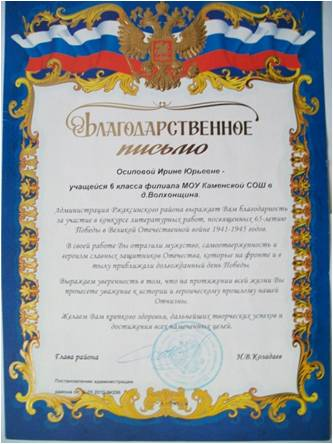 БЛАГОДАРСТВЕННОЕ
ПИСЬМО
Осиповой Ирине Юрьевне -
учащейся 6 класса филиала МОУ Каменской СОШ в
д.Волхонщина.
Администрация Ржаксинского района выражает Вам благодарность
за участие в конкурсе литературных работ, посвященных 65-летию
Победы в Великой Отечественной войне 1941-1945 годов.
В своей работе Вы отразили мужество, самоотверженность и
героизм славных защитников Отечества, которые на фронте и в
тылу приближали долгожданный день Победы.
Выражаем уверенность в том, что на протяжении всей жизни Вы
пронесете уважение к истории и героическому прошлому нашей
Отчизны.
Желаем Вам крепкого здоровья, дальнейших творческих успехов и
достижения всех намеченных целей.
Глава района Н.В.Козадаев
Постановление администрации
района